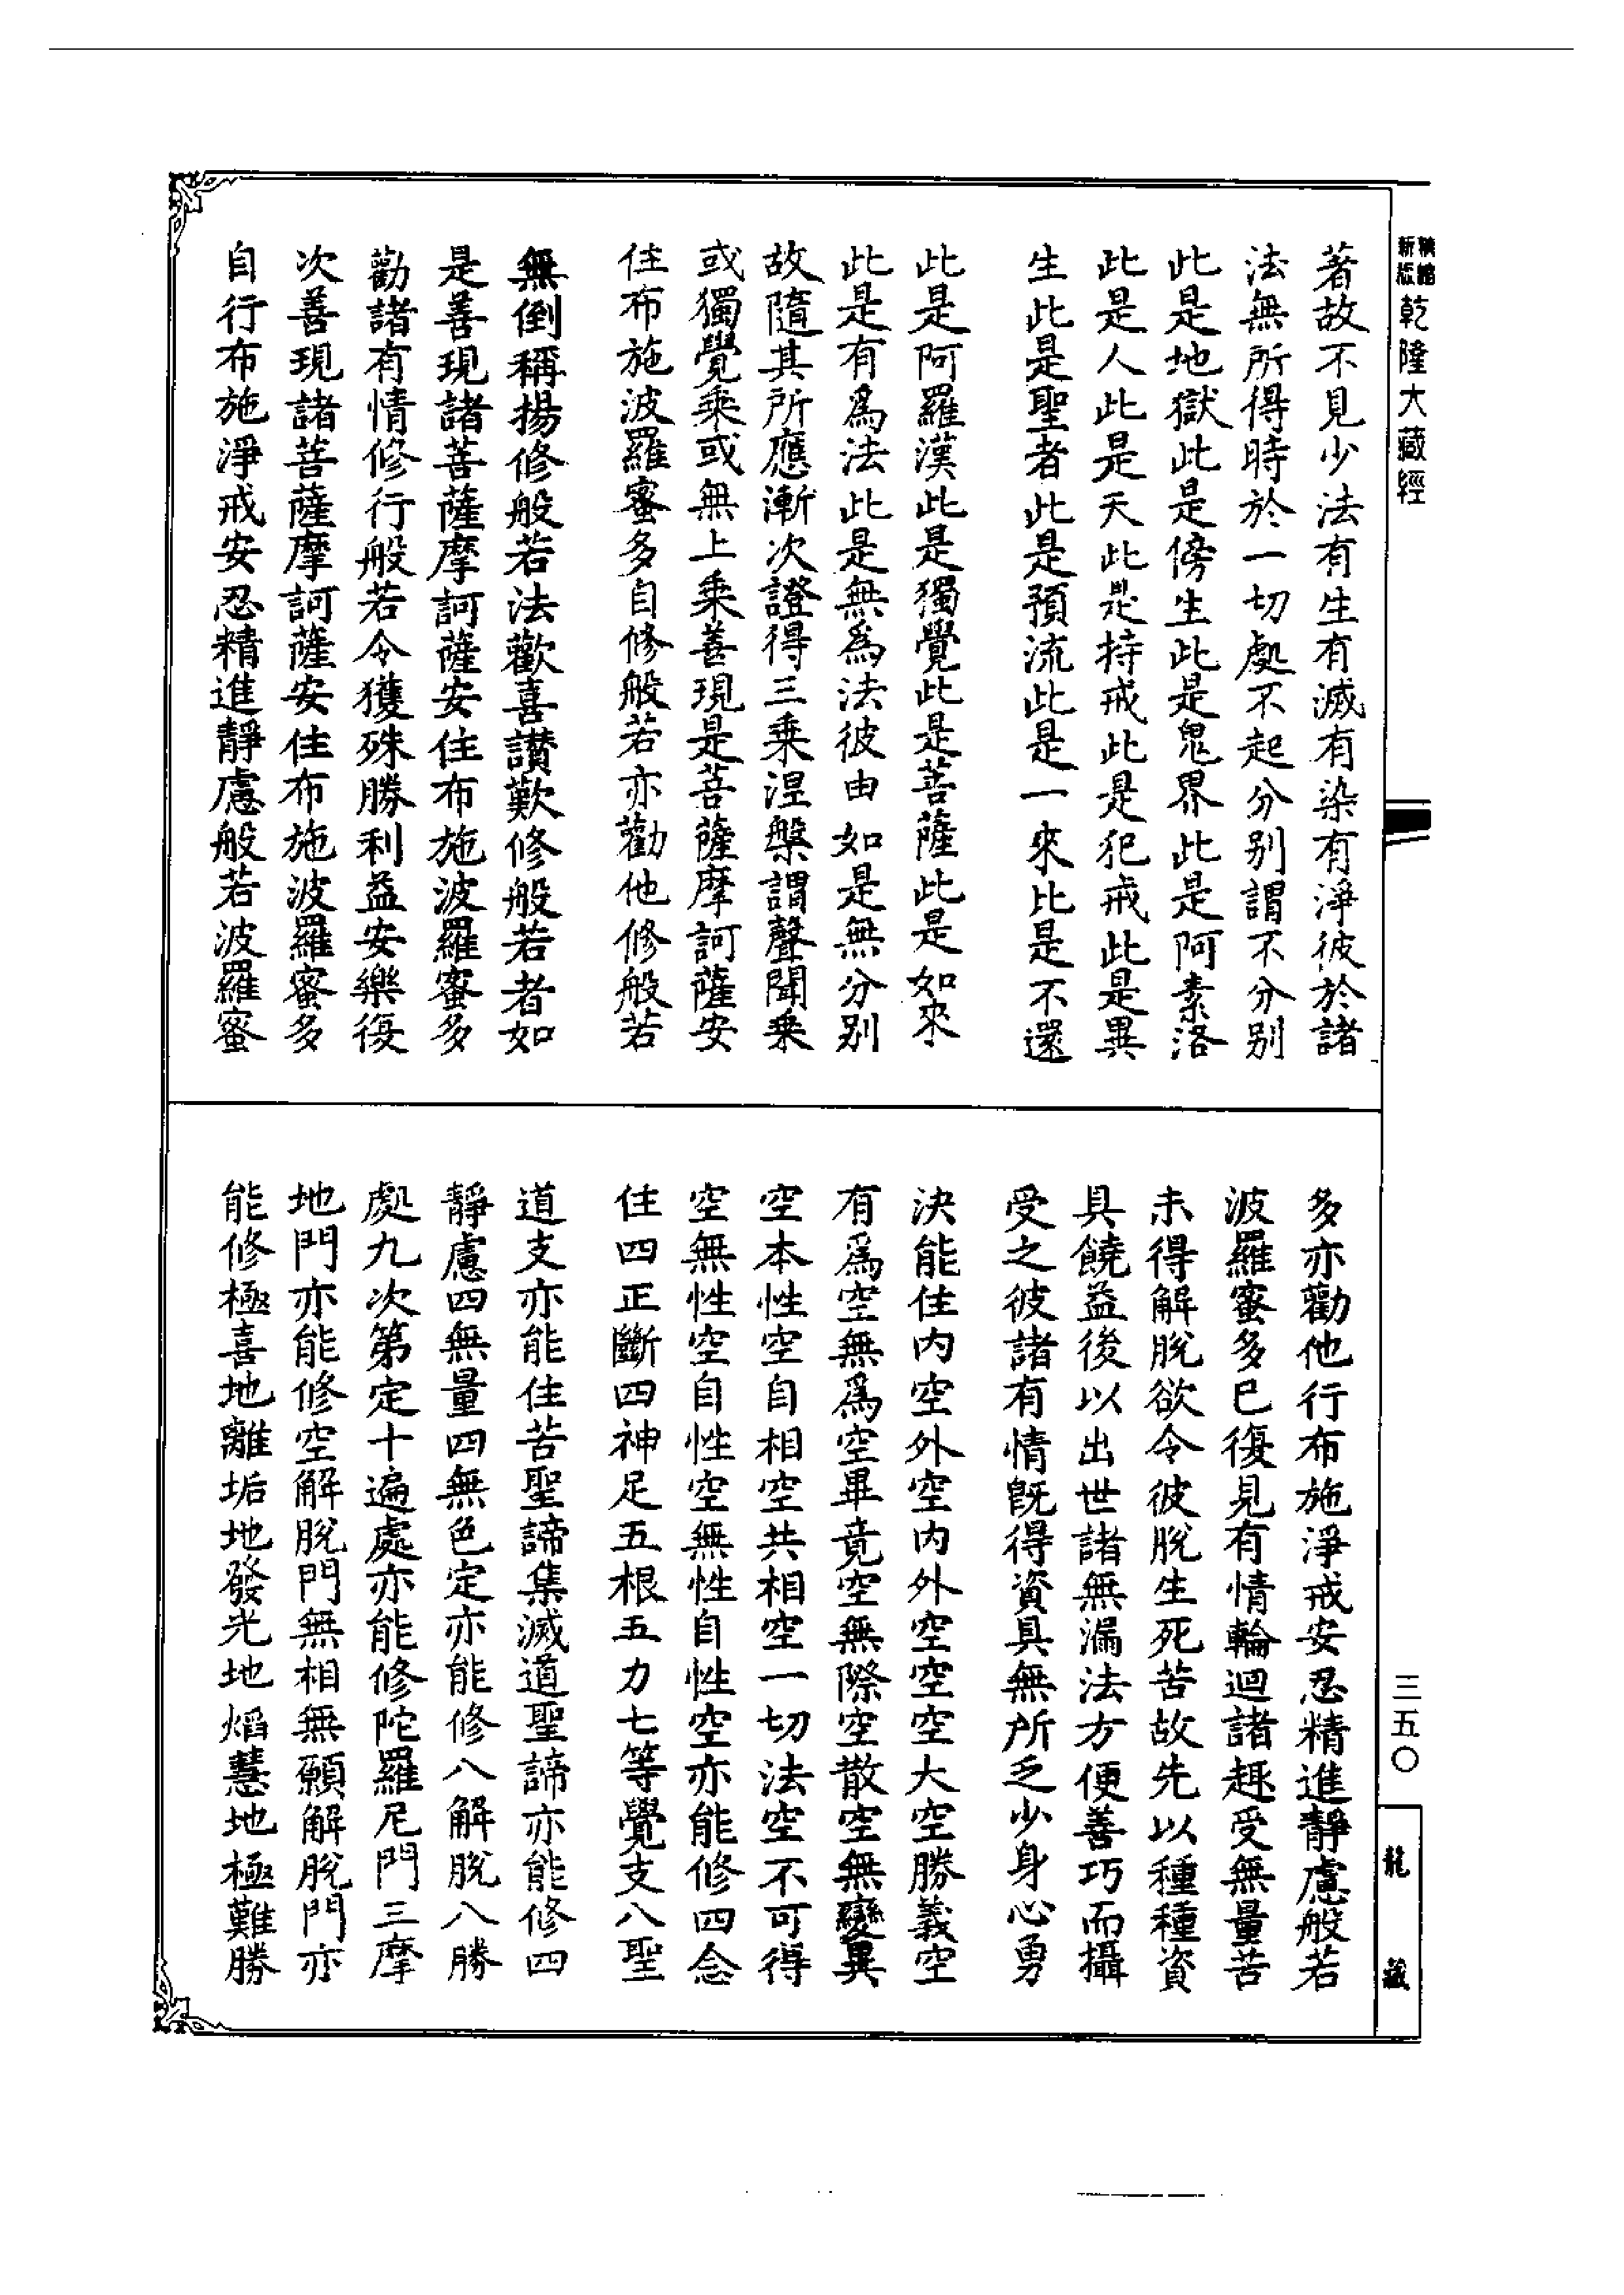 新版
精縮
乾隆大藏經
著故不見少法有生有滅有染有淨彼於諸
法無所得時於一切處不起分别謂不分别
此是地獄此是傍生此是鬼界此是阿素洛
此是人此是天此是持戒此是犯戒此是異
生此是聖者此是預流此是一來比是不還
此是阿羅漢此是獨覺此是菩薩此是如來
此是有為法此是無為法彼由如是無分别
故隨其所應漸次證得三乗涅槃謂聲聞乗
或獨覺乘或無上乗善現是菩薩摩訶薩安
住布施波羅蜜多自修般若亦勸他修般若
無倒稱揚修般若法歡喜讃歎修般若者如
是善現諸菩薩摩訶薩安住布施波羅蜜多
勸諸有情修行般若令獲殊勝利益安樂復
次善現諸菩薩摩訶薩安住布施波羅蜜多
自行布施淨戒安忍精進靜慮般若波羅蜜
多亦勸他行布施淨戒安忍精進靜慮般若
波羅蜜多已復見有情輪迴諸趣受無量苦
未得解脫欲令彼脫生死苦故先以種種資
具饒益後以出世諸無漏法方便善巧而攝
受之彼諸有情既得資具無所乏少身心勇
決能住内空外空内外空空空大空勝義空
有為空無為空畢竟空無際空散空無變異
空本性空自相空共相空一切法空不可得
空無性空自性空無性自性空亦能修四念
住四正斷四神足五根五力七等覺支八聖
道支亦能住苦聖諦集滅道聖諦亦能修四
靜慮四無量四無色定亦能修八解脫八勝
處九次第定十遍處亦能修陀羅尼門三摩
地門亦能修空解脫門無相無願解脫門亦
能修極喜地離垢地發光地焰慧地極難勝
三五〇
龍藏